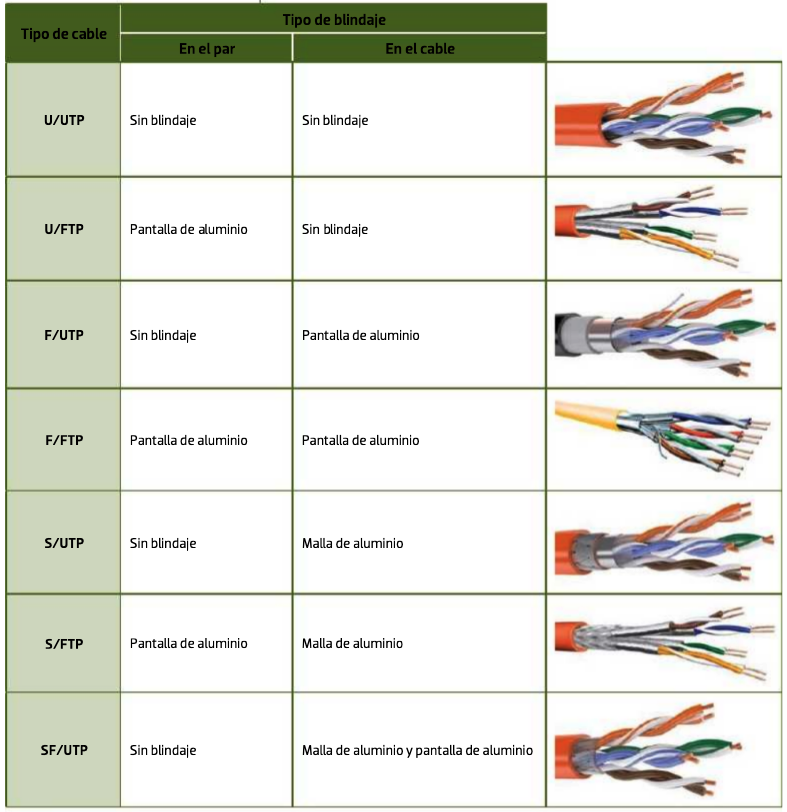 Tipo de cable
Tipo de blindaje
En el par
En el cable
U/UTP
Sin blindaje
Sin blindaje
U/FTP
Pantalla de aluminio
Sin blindaje
F/UTP
Sin blindaje
Pantalla de aluminio
F/FTP
Pantalla de aluminio
Pantalla de aluminio
S/UTP
Sin blindaje
Malla de aluminio
S/FTP
Pantalla de aluminio
Malla de aluminio
SF/UTP
Sin blindaje
Malla de aluminio y pantalla de aluminio